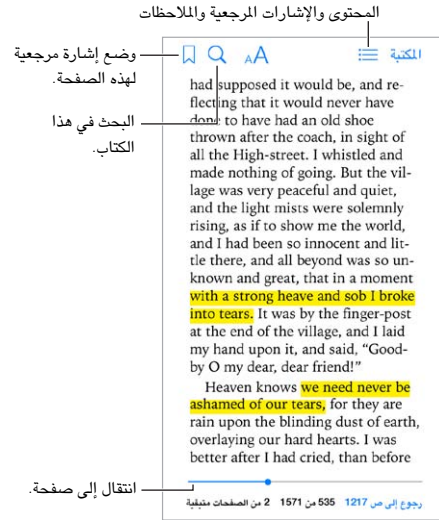 المحتوى والإشارات المرجعية والملاحظات
وضع إشارة مرجعية
لهذه الصفحة.
AA
المكتبة
البحث في هذا
الكتاب.
had supposed it would be, and re-
flecting that it would never have
done to have had an old shoe
thrown after the coach, in sight of
all the High-street. I whistled and
made nothing of going. But the vil-
lage was very peaceful and quiet,
and the light mists were solemnly
rising, as if to show me the world,
and I had been so innocent and lit-
tle there, and all beyond was so un-
known and great, that in a moment
with a strong heave and sob I broke
into tears. It was by the finger-post
at the end of the village, and I laid
my hand upon it, and said, “Good-
by O my dear, dear friend!”
Heaven knows we need never be
ashamed of our tears, for they are
rain upon the blinding dust of earth,
overlaying our hard hearts. I was
better after I had cried, than before
انتقال إلى صفحة.
رجوع إلى ص 1217 535 من 1571 2 من الصفحات متبقية